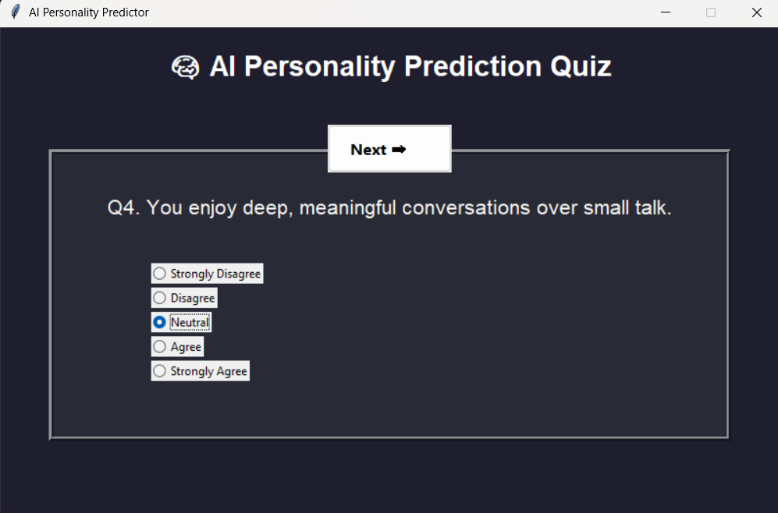 AI Personality Predictor
AI Personality Prediction Quiz
Next ➡
Q4. You enjoy deep, meaningful conversations over small talk.
Strongly Disagree
Disagree
Neutral
Agree
Strongly Agree